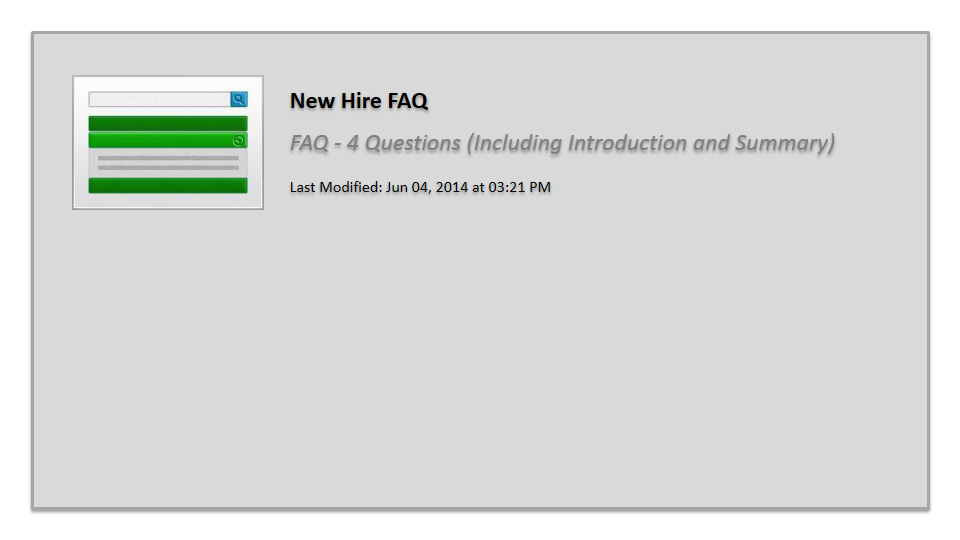 New Hire FAQ
FAQ - 4 Questions (Including Introduction and Summary)
Last Modified: Jun 04, 2014 at 03:21 PM